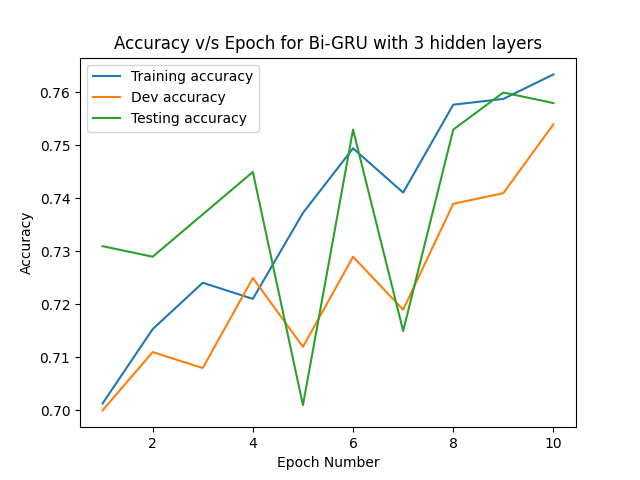 Accuracy v/s Epoch for Bi-GRU with 3 hidden layers
Training accuracy
Dev accuracy
Testing accuracy
0.76
0.75
0.74
0.73
0.72
0.71
0.70
Accuracy
2 4 6 8 10
Epoch Number